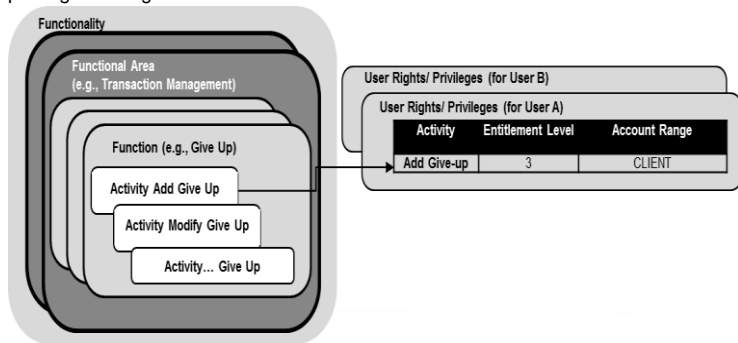 Functionality
Functional Area
(e.g., Transaction Management)
Function (e.g., Give Up)
Activity Add Give Up
Activity Modify Give Up
Activity... Give Up
User Rights/ Privileges (for User B)
User Rights/ Privileges (for User A)
Activity Entitlement Level Account Range
Add Give-up 3 CLIENT